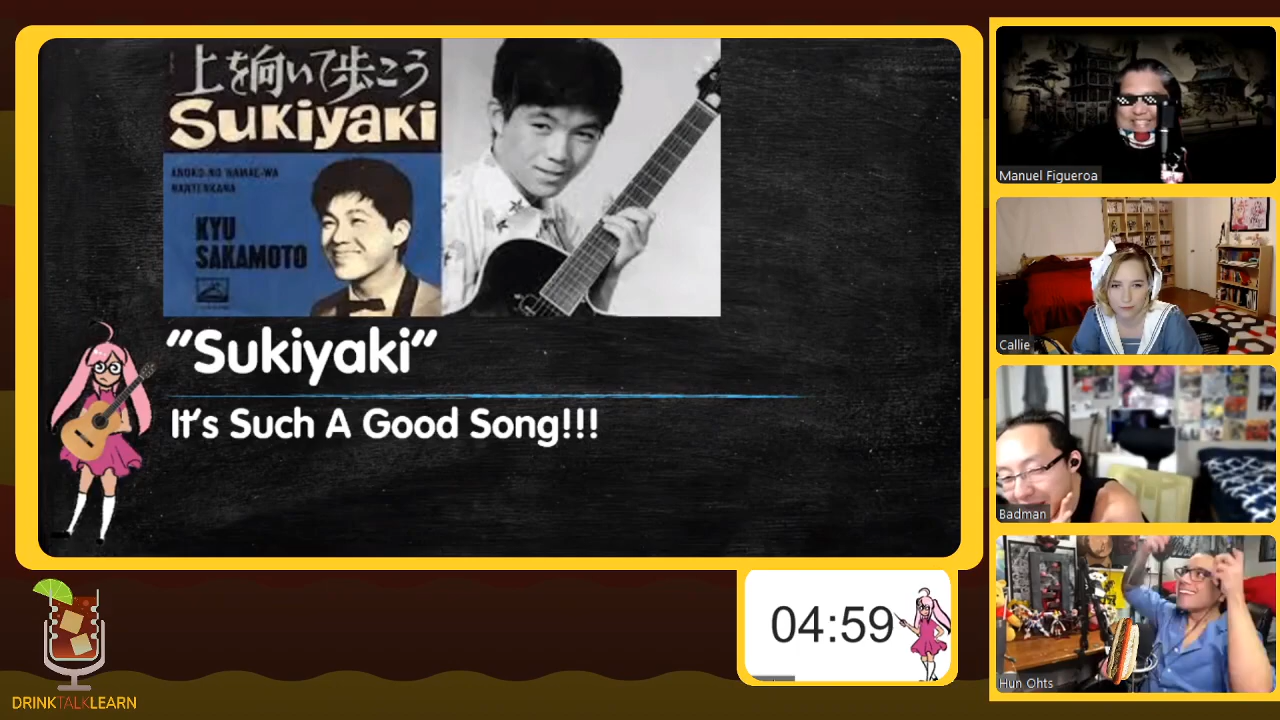 上を向いて歩こう
SUKIYAKI
ANOKO-NO NAMAE-WA
NANTENKANA
KYU
SAKAMOTO
“Sukiyaki”
It's Such A Good Song!!!
04:59
DRINKTALKLEARN
Manuel Figueroa
Callie
Badman
Hun Ohts